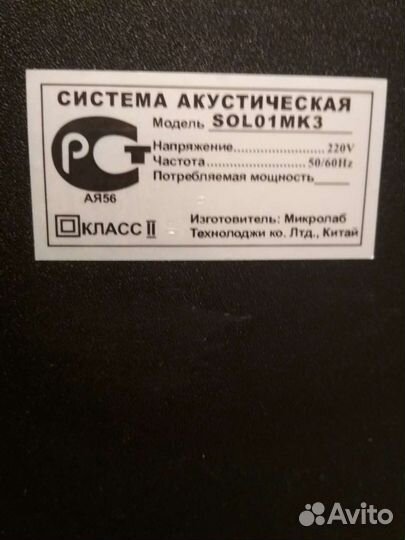 СИСТЕМА АКУСТИЧЕСКАЯ
Модель SOL01MK3
Напряжение 220V
Частота 50/60Hz
Потребляемая мощность
РСТ
АЯ56
КЛАСС II
Изготовитель: Микролаб
Технолоджи ко. Лтд., Китай
Avito